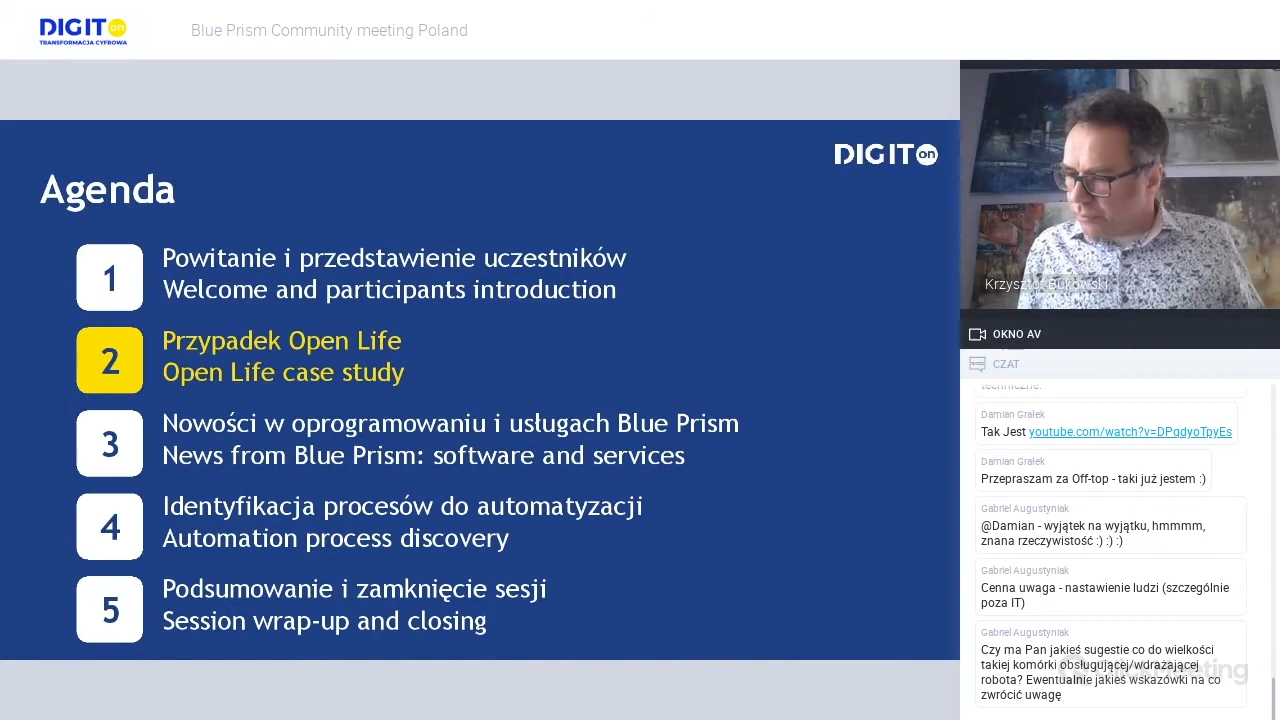 DIGIT on
TRANSFORMACJA CYFROWA
Blue Prism Community meeting Poland
DIGIT on
Agenda
1
Powitanie i przedstawienie uczestników
Welcome and participants introduction
2
Przypadek Open Life
Open Life case study
3
Nowości w oprogramowaniu i usługach Blue Prism
News from Blue Prism: software and services
4
Identyfikacja procesów do automatyzacji
Automation process discovery
5
Podsumowanie i zamknięcie sesji
Session wrap-up and closing
Krzysztof Bukowski
OKNO AV
CZAT
techniczne.
Damian Grałek
Tak Jest youtube.com/watch?v=DPqdyoTpyEs
Damian Grałek
Przepraszam za Off-top - taki już jestem :)
Gabriel Augustyniak
@Damian - wyjątek na wyjątku, hmmmm,
znana rzeczywistość :) :) :)
Gabriel Augustyniak
Cenna uwaga - nastawienie ludzi (szczególnie
poza IT)
Gabriel Augustyniak
Czy ma Pan jakieś sugestie co do wielkości
takiej komórki obsługującej/wdrażającej
robota? Ewentualnie jakieś wskazówki na co
zwrócić uwagę
ClickMeeting